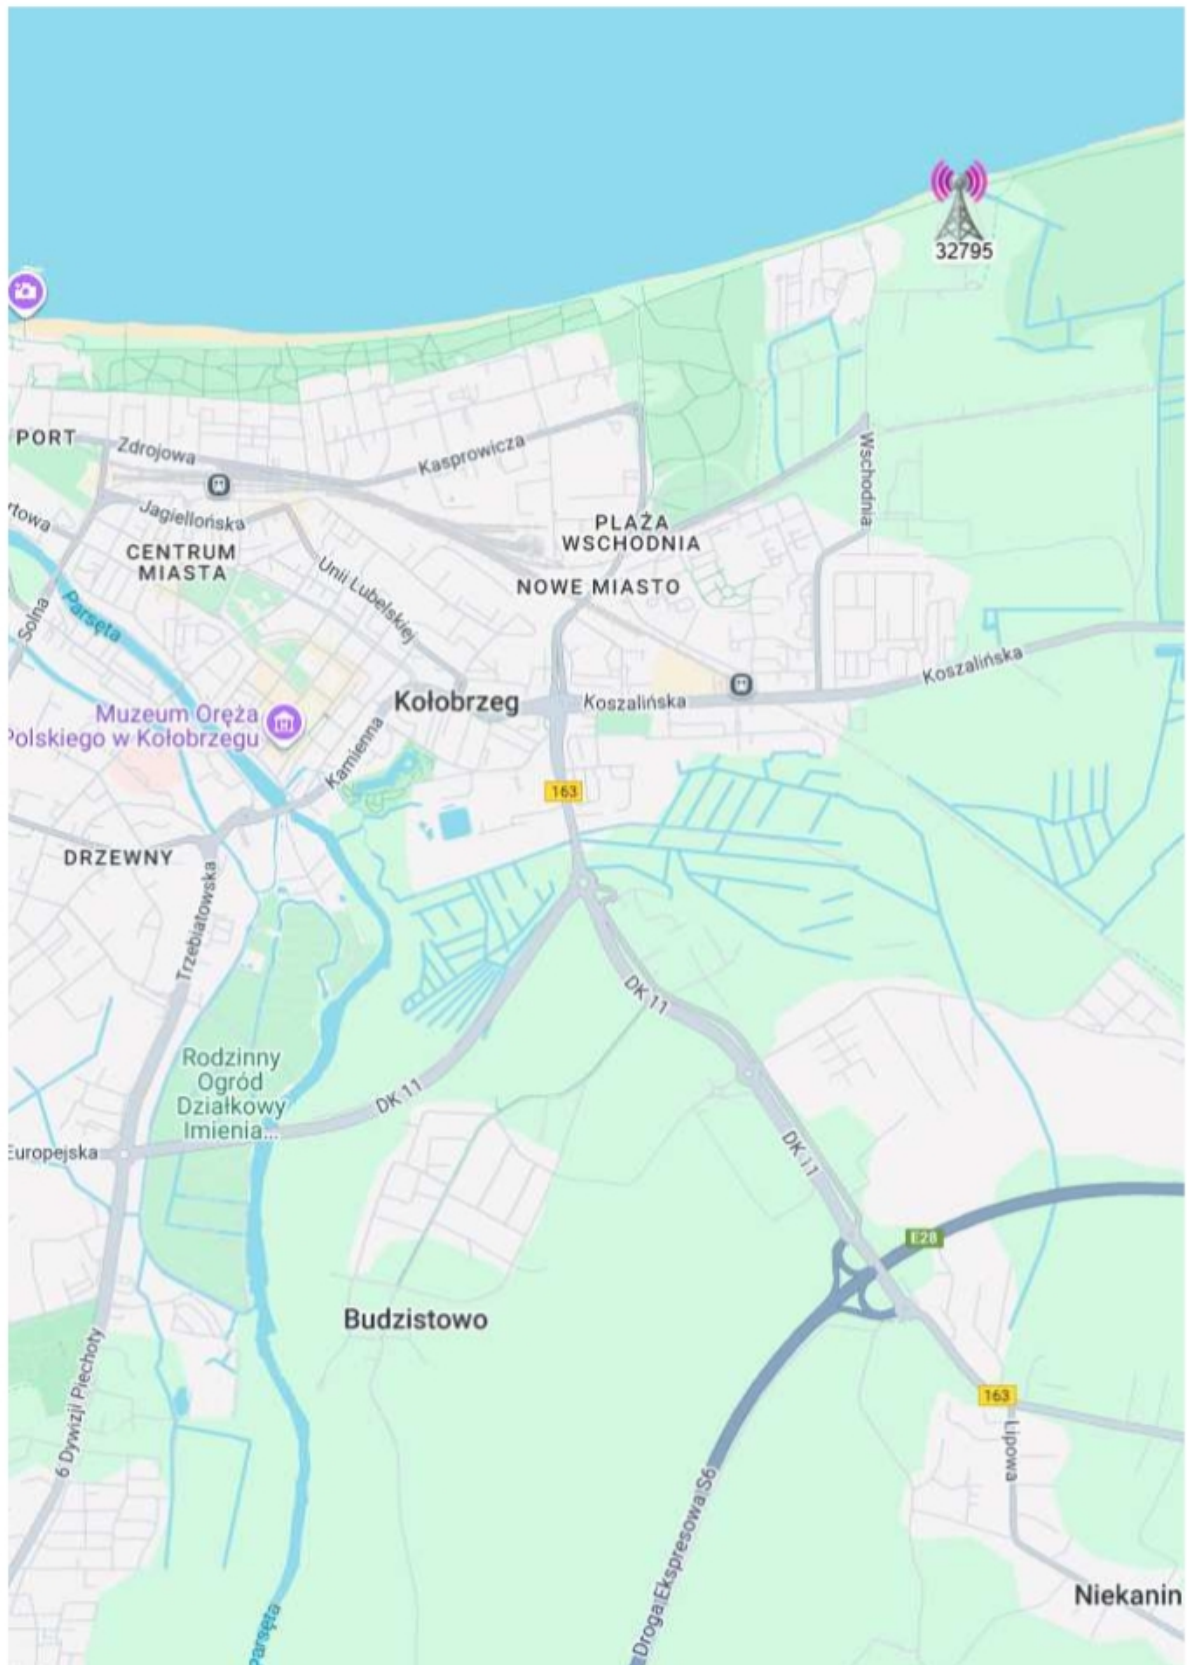 32795
PORT
Zdrojowa
Kasprowicza
Wschodnia
rtowa
Jagiellońska
PLAŻA
WSCHODNIA
CENTRUM
MIASTA
NOWE MIASTO
Unii Lubelskiej
Solna
Parsęta
Koszalińska
Kołobrzeg
Koszalińska
Muzeum Oręża
Polskiego w Kołobrzegu
Kamienna
163
DRZEWNY
Trzebiatowska
DK 11
Rodzinny
Ogród
Działkowy
Imienia...
DK 11
Europejska
DK 11
E28
Budzistowo
6 Dywizji Piechoty
163
Lipowa
Droga Ekspresowa S6
Niekanin
Parsęta